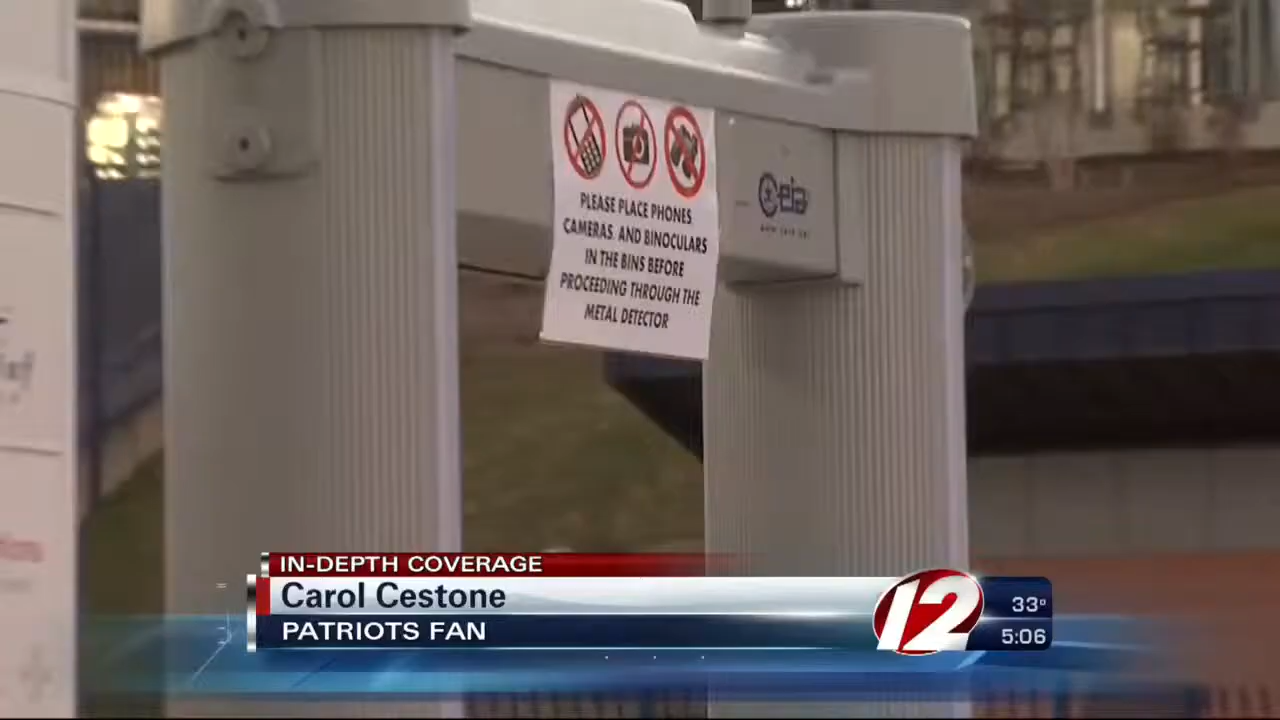 PLEASE PLACE PHONES
CAMERAS, AND BINOCULARS
IN THE BINS BEFORE
PROCEEDING THROUGH THE
METAL DETECTOR
Ceia
IN-DEPTH COVERAGE
Carol Cestone
PATRIOTS FAN
12
33°
5:06